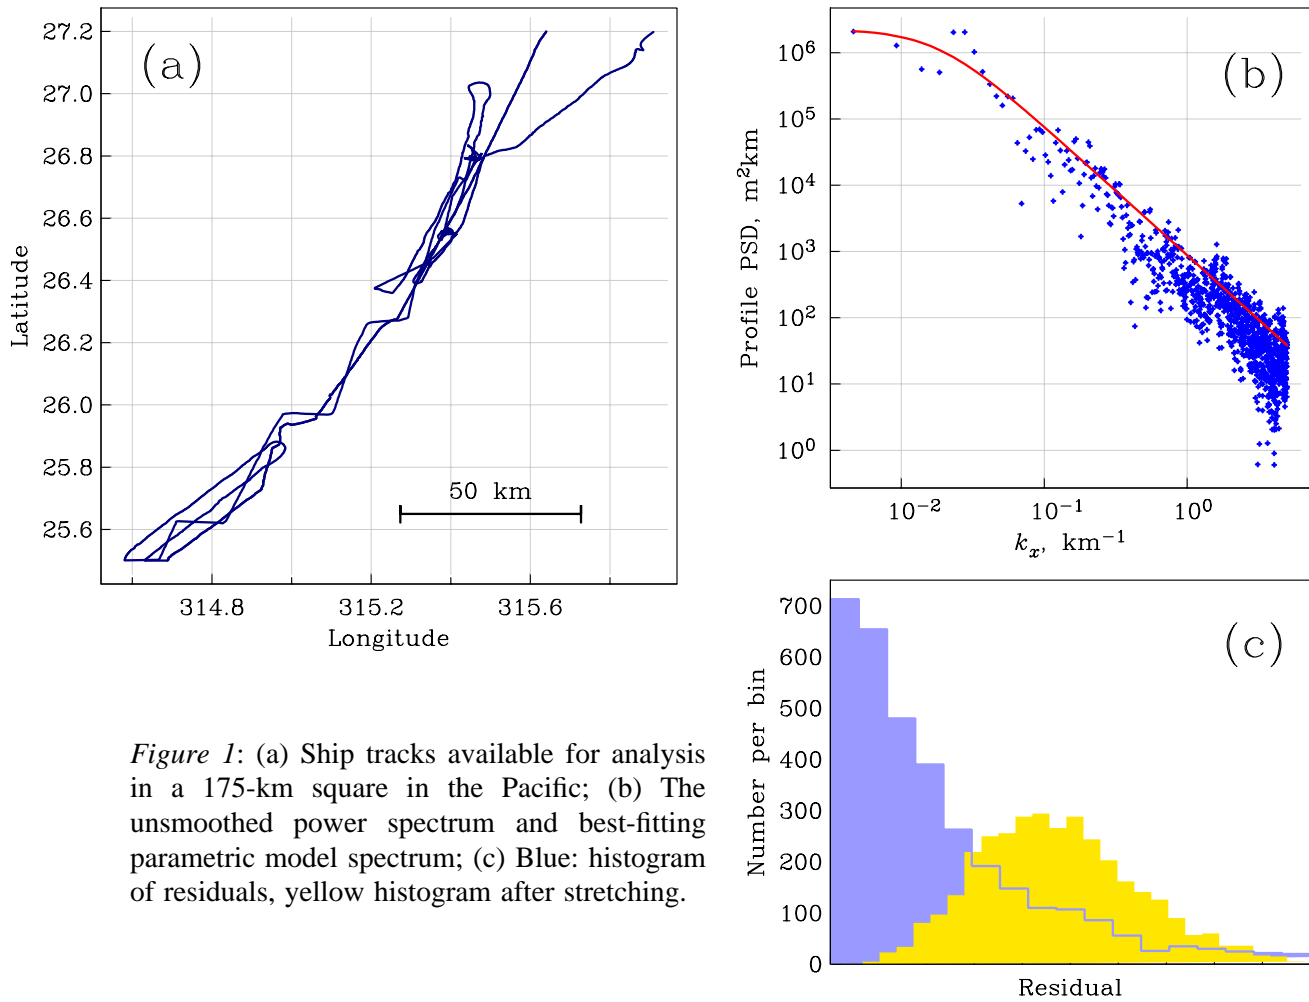 (a)
27.2
27.0
26.8
26.6
26.4
26.2
26.0
25.8
25.6
Latitude
50 km
314.8 315.2 315.6
Longitude
(b)
10⁶
10⁵
10⁴
10³
10²
10¹
10⁰
Profile PSD, m²km
10⁻² 10⁻¹ 10⁰
kₓ, km⁻¹
(c)
700
600
500
400
300
200
100
0
Number per bin
Residual
Figure 1: (a) Ship tracks available for analysis
in a 175-km square in the Pacific; (b) The
unsmoothed power spectrum and best-fitting
parametric model spectrum; (c) Blue: histogram
of residuals, yellow histogram after stretching.